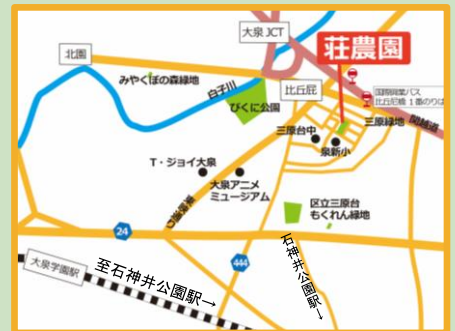 大泉JCT
荘農園
北園
みやくぼの森緑地
白子川
びくに公園
比丘尼
国際興業バス
比丘尼橋 1番のりば
三原緑地
関越道
三原台中
泉新小
T・ジョイ大泉
大泉アニメ
ミュージアム
区立三原台
もくれん緑地
24
444
大泉学園駅
至石神井公園駅→
石神井公園駅→